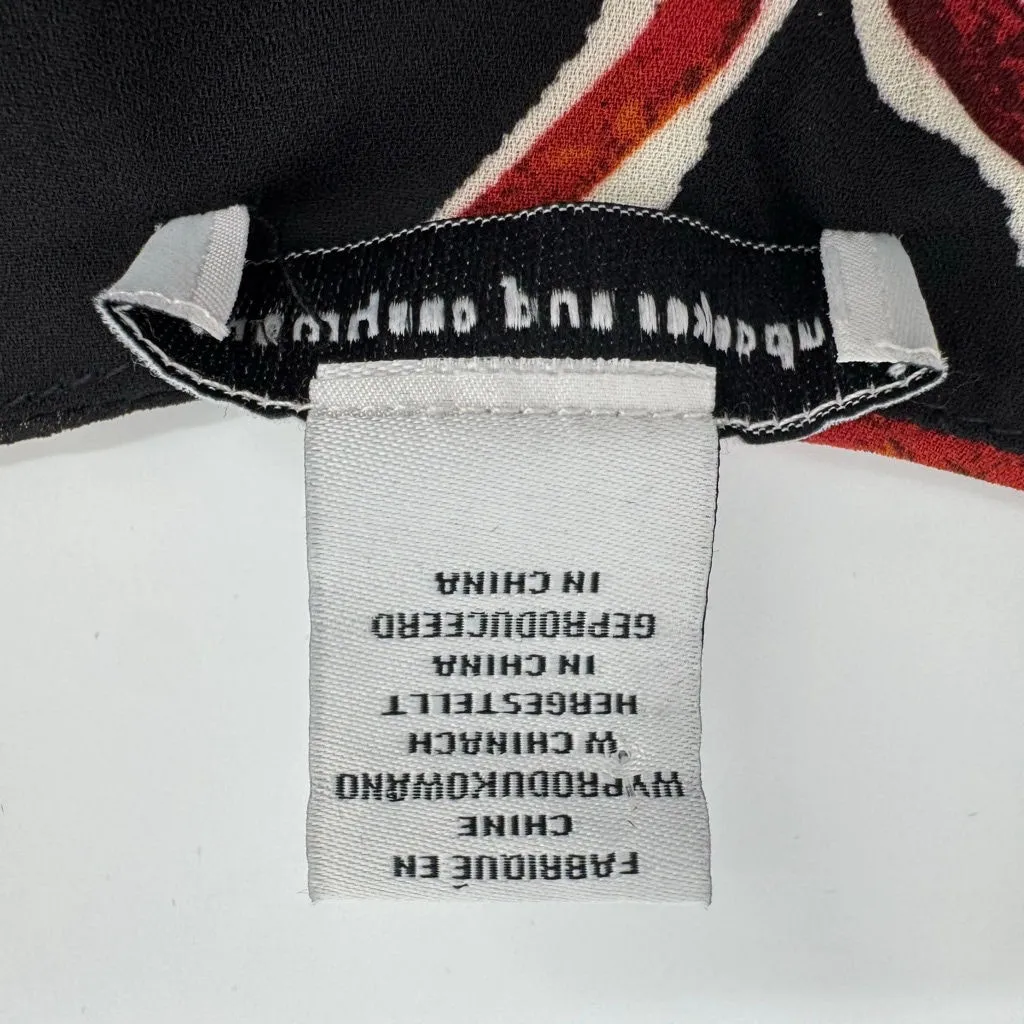 FABRIQUÉ EN
CHINE
WYPRODUKOWANO
W CHINACH
HERGESTELLT
IN CHINA
GEPRODUCEERD
IN CHINA